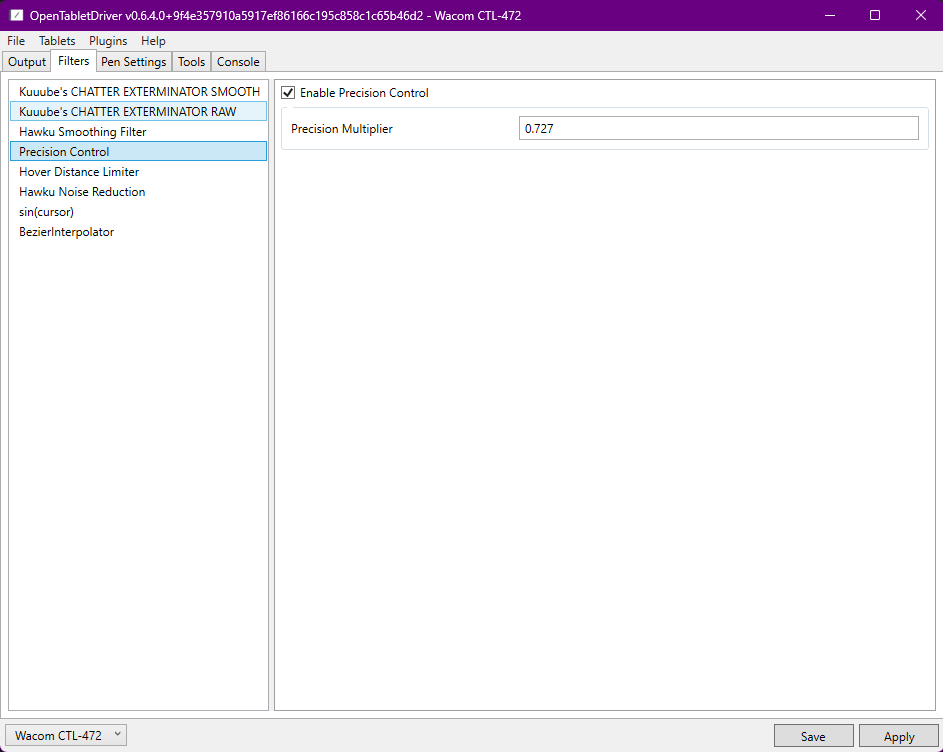 OpenTabletDriver v0.6.4.0+9f4e357910a5917ef86166c195c858c1c65b46d2 - Wacom CTL-472
File Tablets Plugins Help
Output Filters Pen Settings Tools Console
Kuuube's CHATTER EXTERMINATOR SMOOTH
Kuuube's CHATTER EXTERMINATOR RAW
Hawku Smoothing Filter
Precision Control
Hover Distance Limiter
Hawku Noise Reduction
sin(cursor)
BezierInterpolator
Enable Precision Control
Precision Multiplier 0.727
Wacom CTL-472
Save Apply